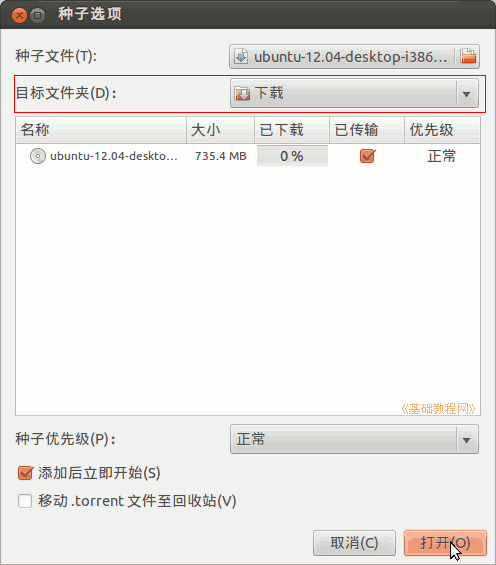 种子选项
种子文件(T): ubuntu-12.04-desktop-i386...
目标文件夹(D): 下载
名称 大小 已下载 已传输 优先级
ubuntu-12.04-deskto... 735.4 MB 0 % 正常
《基础教程网》
种子优先级(P): 正常
添加后立即开始(S)
移动 .torrent 文件至回收站(V)
取消(C) 打开(O)